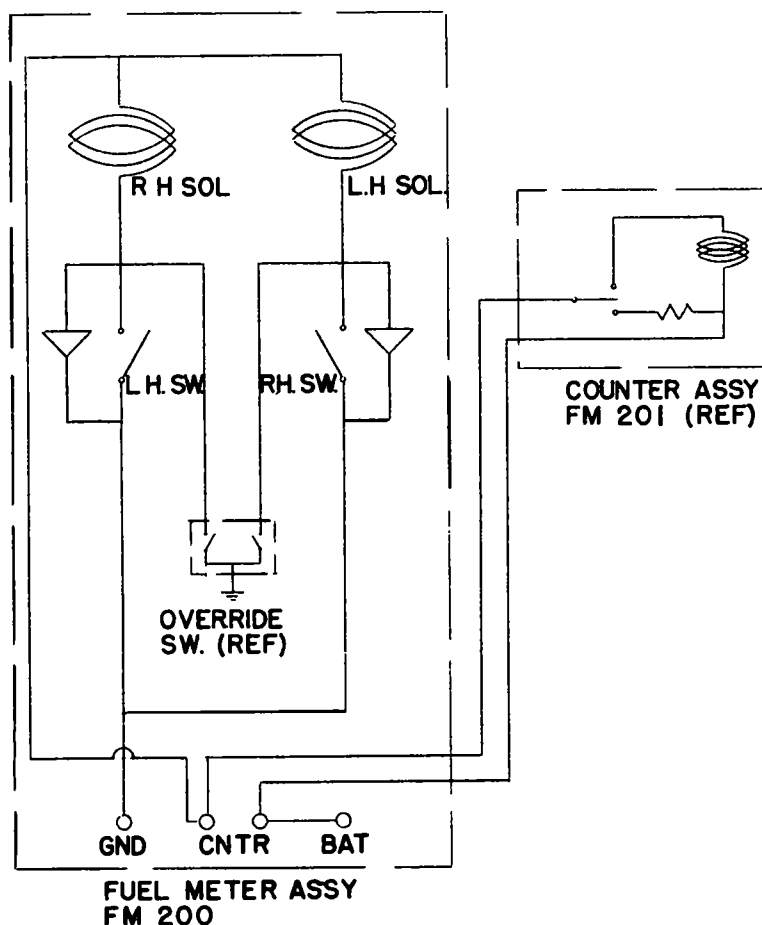 R H SOL
L.H SOL.
L H. SW.
R.H. SW.
COUNTER ASSY
FM 201 (REF)
OVERRIDE
SW. (REF)
GND
CNTR
BAT
FUEL METER ASSY
FM 200